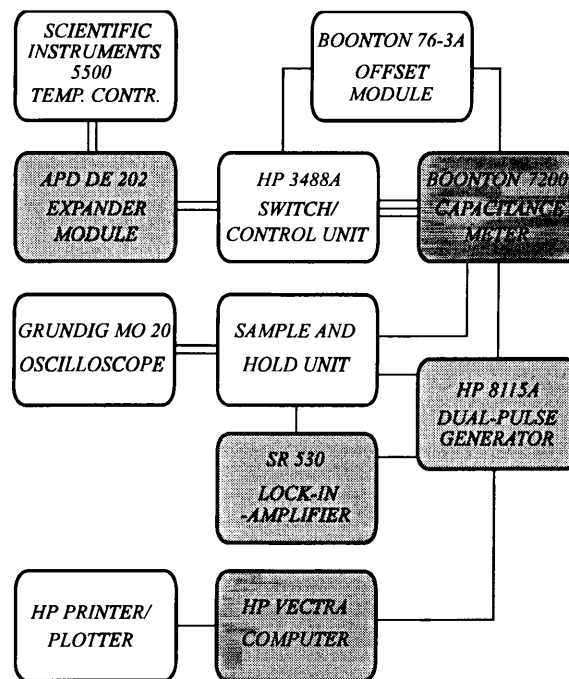 SCIENTIFIC
INSTRUMENTS
5500
TEMP. CONTR.
BOONTON 76-3A
OFFSET
MODULE
APD DE 202
EXPANDER
MODULE
HP 3488A
SWITCH/
CONTROL UNIT
BOONTON 7200
CAPACITANCE
METER
GRUNDIG MO 20
OSCILLOSCOPE
SAMPLE AND
HOLD UNIT
HP 8115A
DUAL-PULSE
GENERATOR
SR 530
LOCK-IN
-AMPLIFIER
HP PRINTER/
PLOTTER
HP VECTRA
COMPUTER